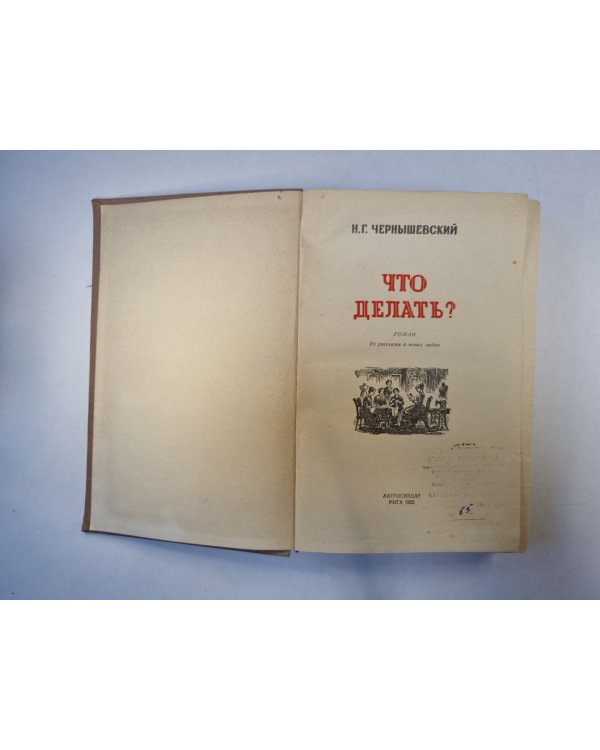 Н.Г. ЧЕРНЫШЕВСКИЙ
ЧТО
ДЕЛАТЬ?
РОМАН
Из рассказов о новых людях
ЛАТГОСИЗДАТ
РИГА 1952
65.